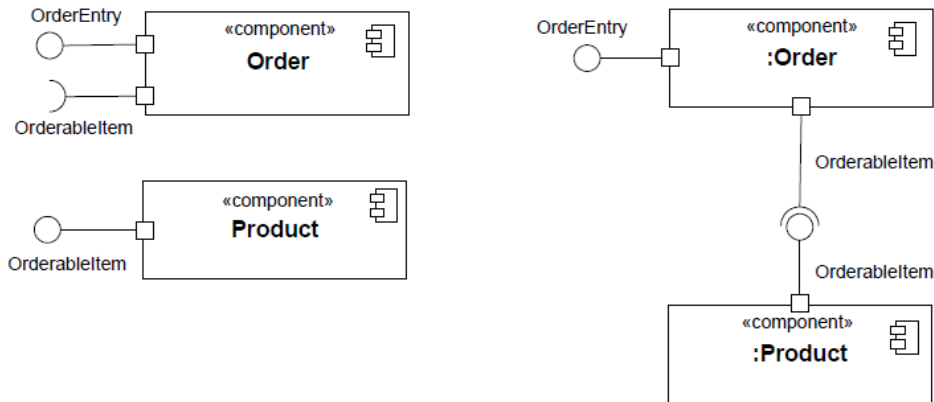 OrderEntry
«component»
Order
OrderableItem
«component»
Product
OrderableItem
OrderEntry
«component»
:Order
OrderableItem
OrderableItem
«component»
:Product